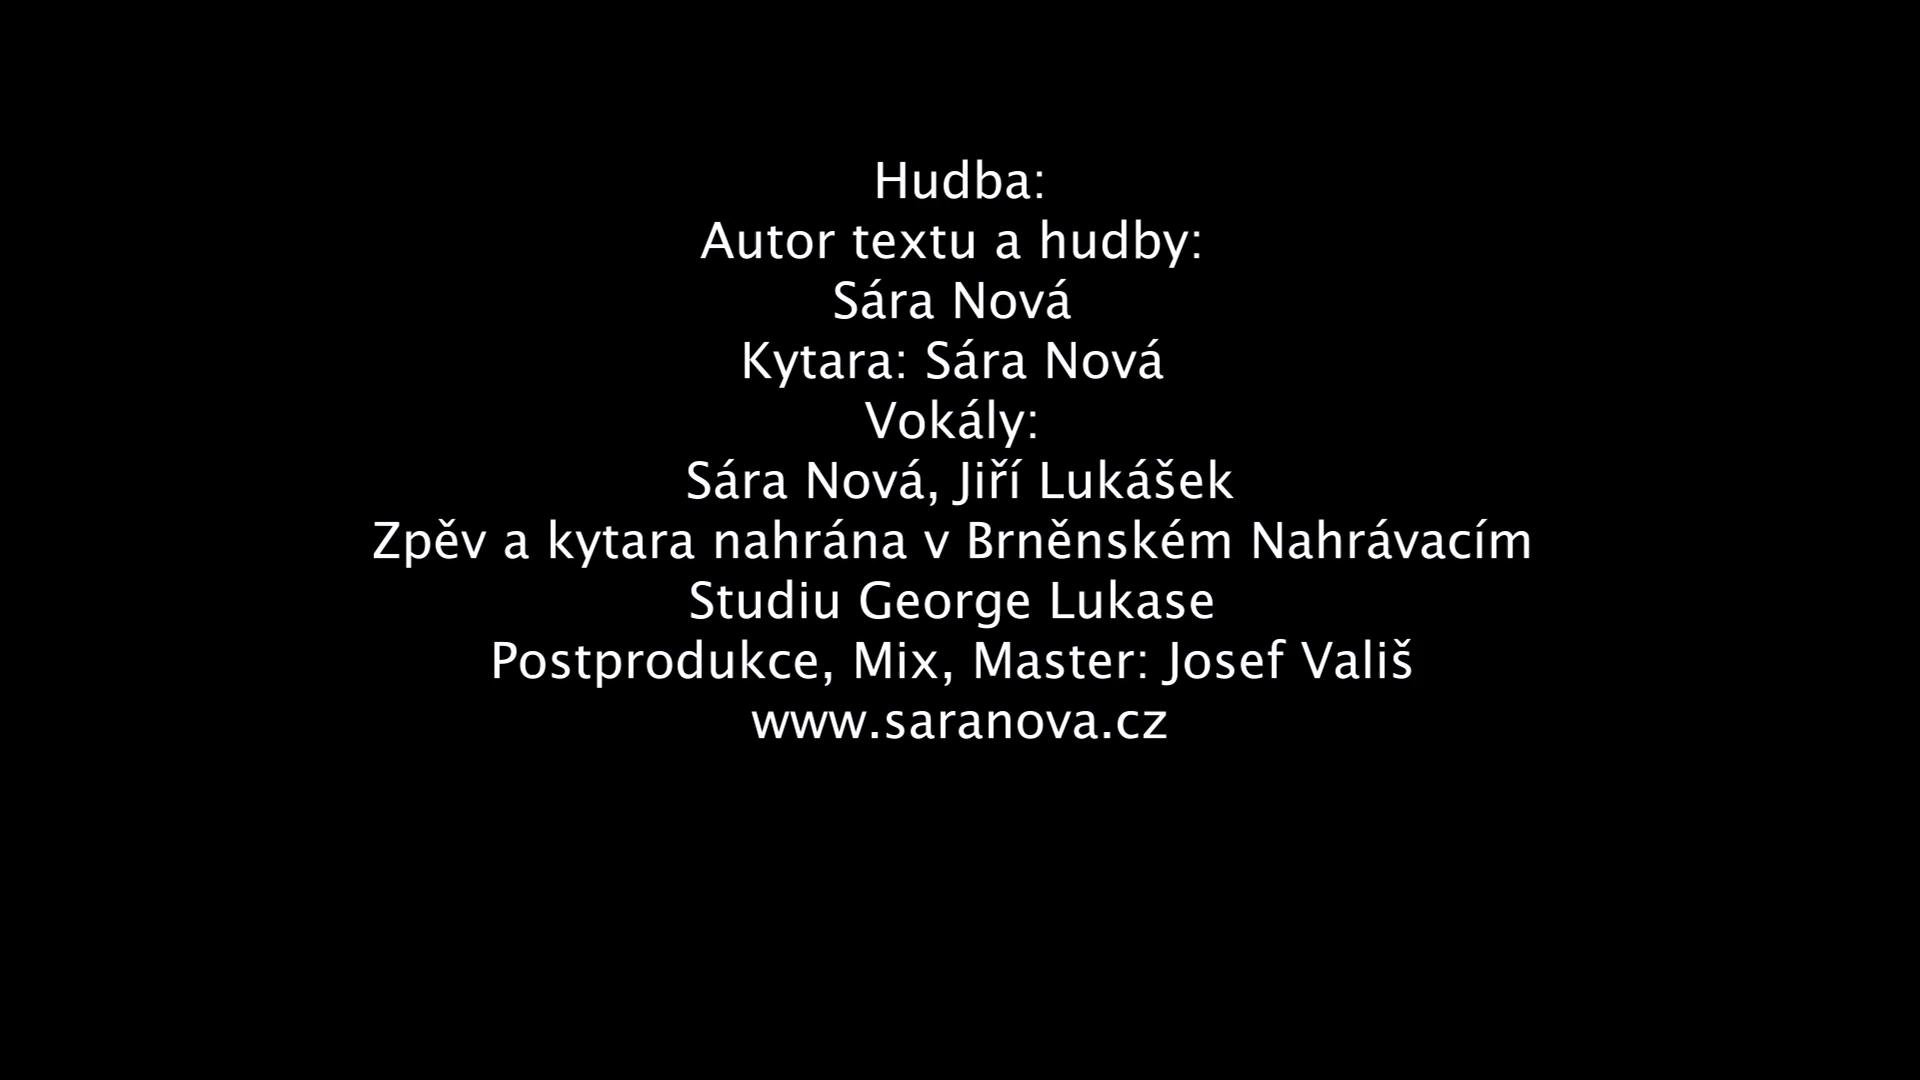 Hudba:
Autor textu a hudby:
Sára Nová
Kytara: Sára Nová
Vokály:
Sára Nová, Jiří Lukášek
Zpěv a kytara nahrána v Brněnském Nahrávacím
Studiu George Lukase
Postprodukce, Mix, Master: Josef Vališ
www.saranova.cz